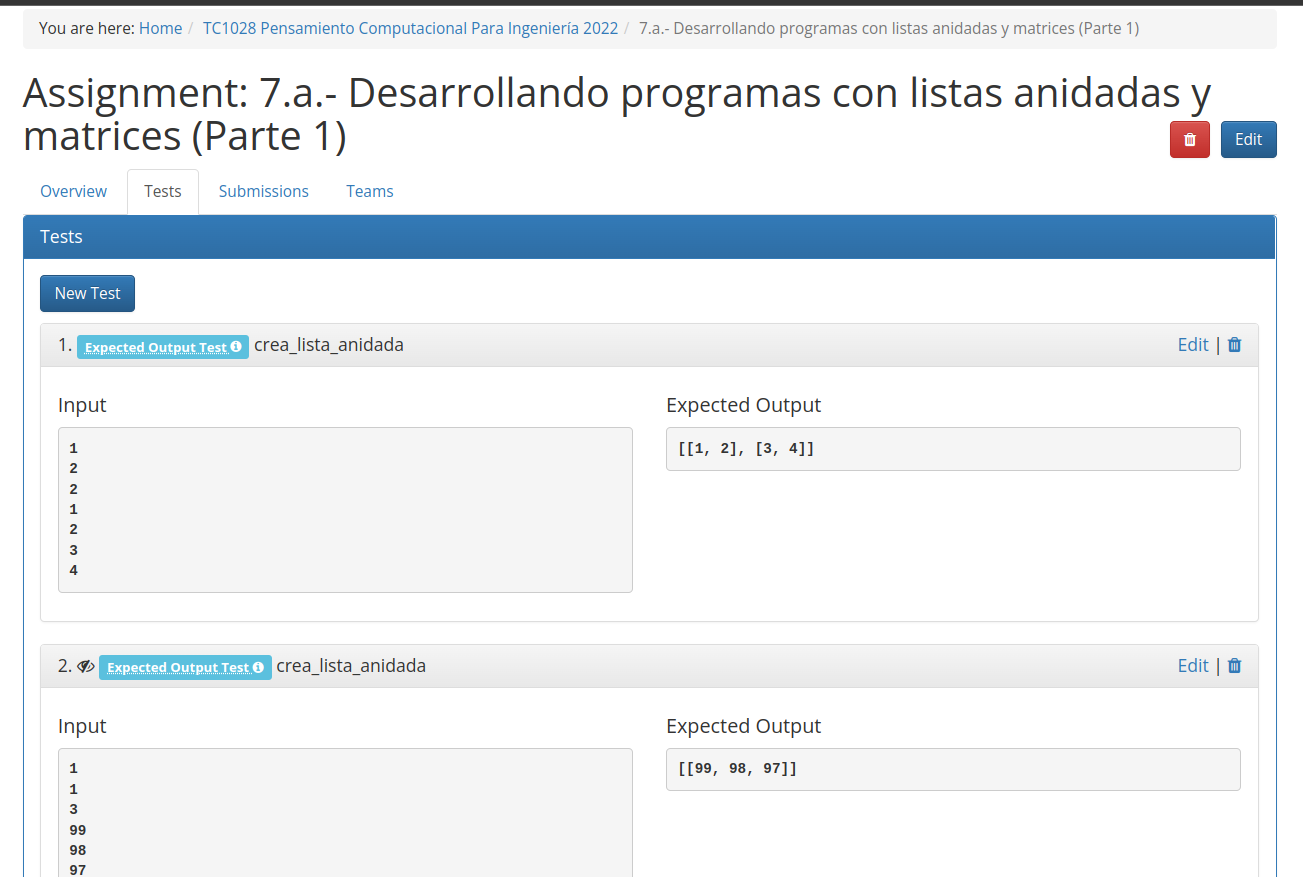 You are here: Home / TC1028 Pensamiento Computacional Para Ingeniería 2022 / 7.a.- Desarrollando programas con listas anidadas y matrices (Parte 1)
Assignment: 7.a.- Desarrollando programas con listas anidadas y
matrices (Parte 1)
Edit
Overview Tests Submissions Teams
Tests
New Test
1. Expected Output Test crea_lista_anidada Edit |
Input Expected Output
1
2
2
1
2
3
4
[[1, 2], [3, 4]]
2. Expected Output Test crea_lista_anidada Edit |
Input Expected Output
1
1
3
99
98
97
[[99, 98, 97]]